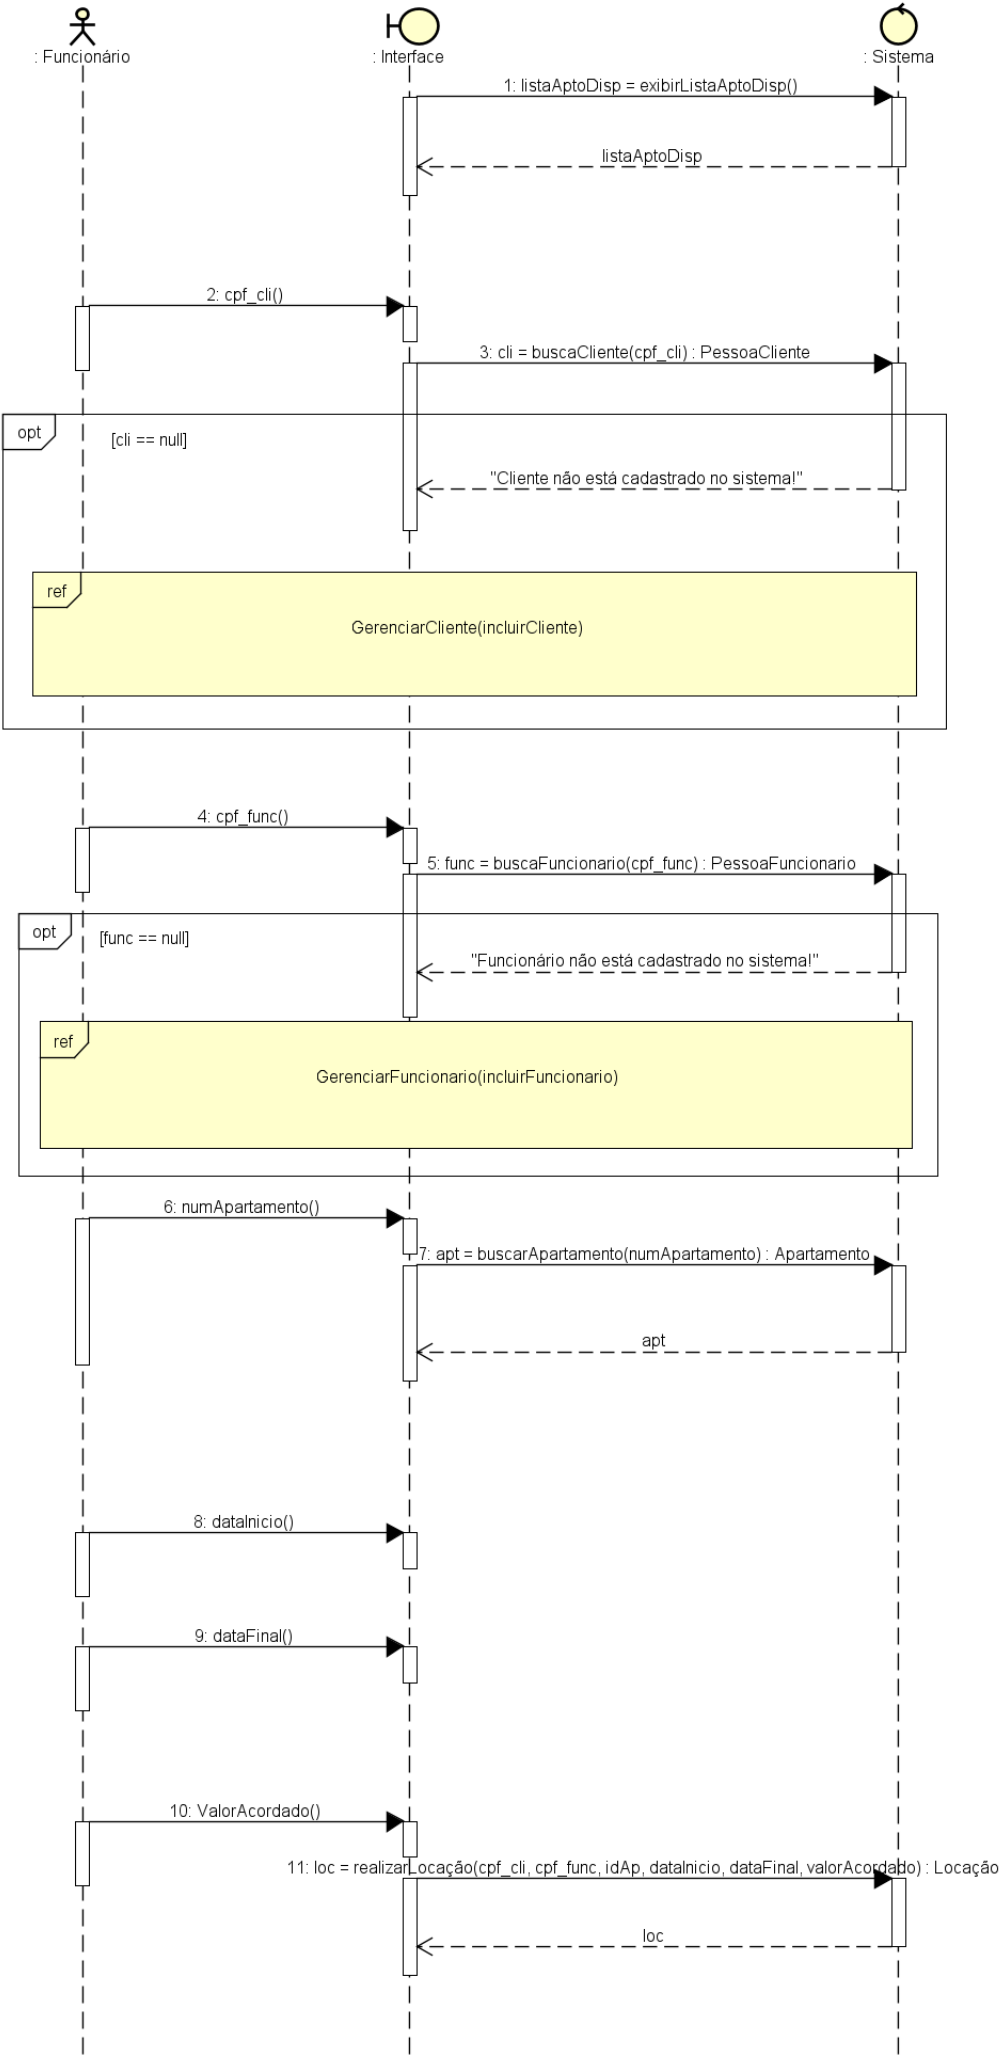 : Funcionário
: Interface
: Sistema
1: listaAptoDisp = exibirListaAptoDisp()
listaAptoDisp
2: cpf_cli()
3: cli = buscaCliente(cpf_cli) : PessoaCliente
opt
[cli == null]
"Cliente não está cadastrado no sistema!"
ref
GerenciarCliente(incluirCliente)
4: cpf_func()
5: func = buscaFuncionario(cpf_func) : PessoaFuncionario
opt
[func == null]
"Funcionário não está cadastrado no sistema!"
ref
GerenciarFuncionario(incluirFuncionario)
6: numApartamento()
7: apt = buscarApartamento(numApartamento) : Apartamento
apt
8: dataInicio()
9: dataFinal()
10: ValorAcordado()
11: loc = realizarLocação(cpf_cli, cpf_func, idAp, dataInicio, dataFinal, valorAcordado) : Locação
loc